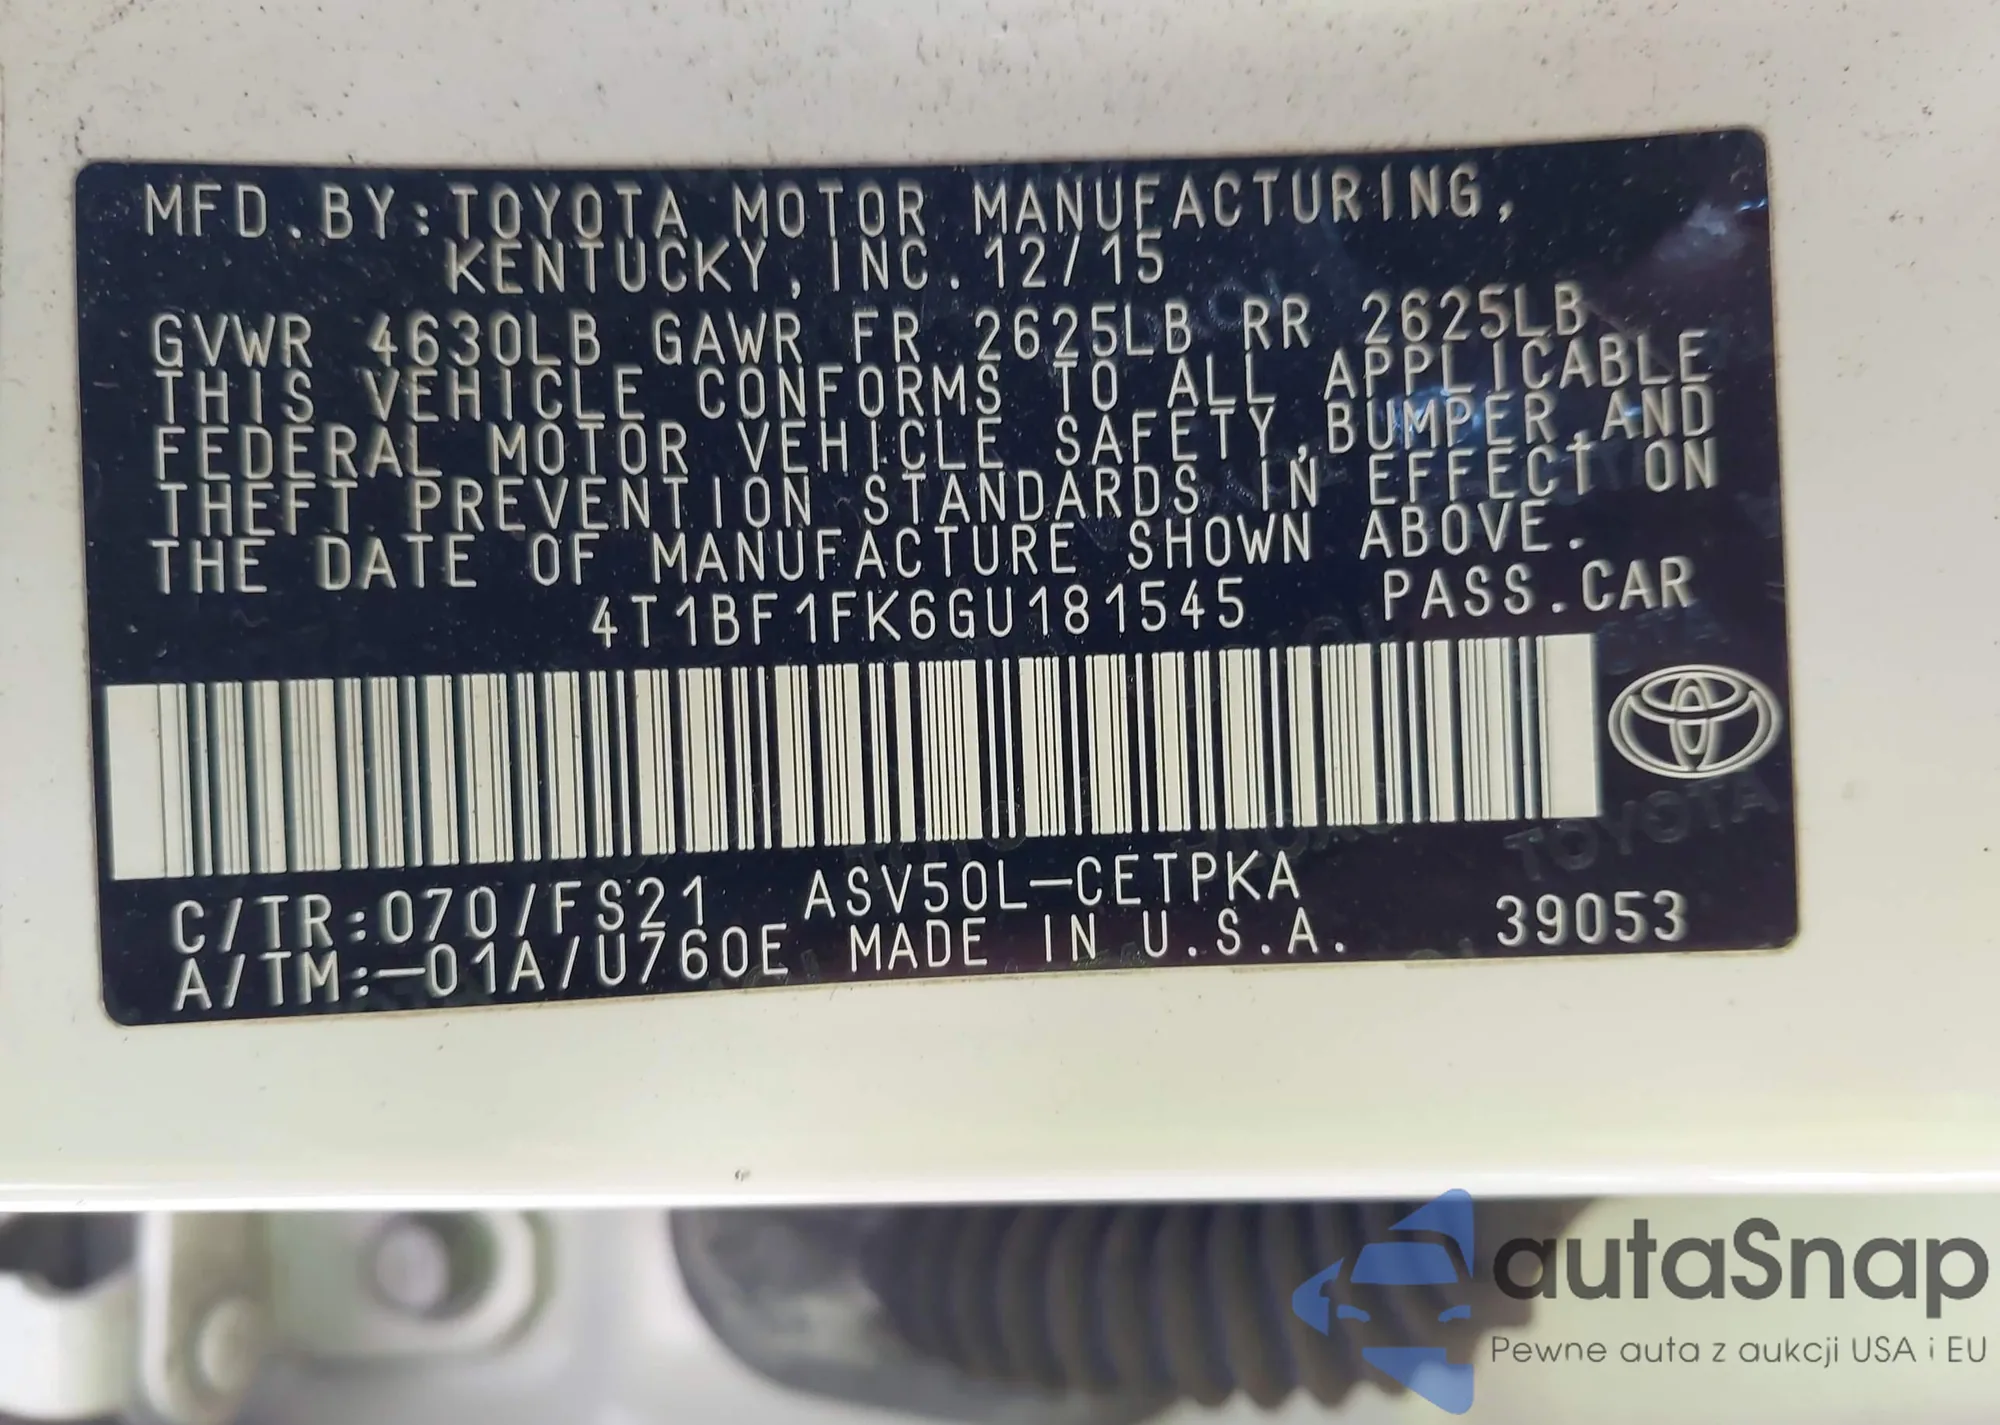 MFD.BY:TOYOTA MOTOR MANUFACTURING,
KENTUCKY,INC.12/15
GVWR 4630LB GAWR FR 2625LB RR 2625LB
THIS VEHICLE CONFORMS TO ALL APPLICABLE
FEDERAL MOTOR VEHICLE SAFETY,BUMPER,AND
THEFT PREVENTION STANDARDS IN EFFECT ON
THE DATE OF MANUFACTURE SHOWN ABOVE.
4T1BF1FK6GU181545 PASS.CAR
TOYOTA
C/TR:070/FS21 ASV50L-CETPKA
A/TM:-01A/U760E MADE IN U.S.A. 39053
autaSnap
Pewne auta z aukcji USA i EU